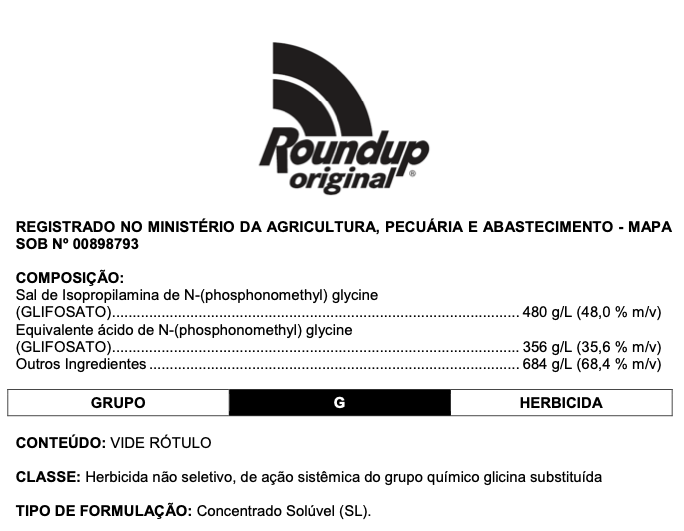 Roundup
original®
REGISTRADO NO MINISTÉRIO DA AGRICULTURA, PECUÁRIA E ABASTECIMENTO - MAPA
SOB Nº 00898793
COMPOSIÇÃO:
Sal de Isopropilamina de N-(phosphonomethyl) glycine
(GLIFOSATO)............................................................................................. 480 g/L (48,0 % m/v)
Equivalente ácido de N-(phosphonomethyl) glycine
(GLIFOSATO)............................................................................................. 356 g/L (35,6 % m/v)
Outros Ingredientes..................................................................................... 684 g/L (68,4 % m/v)
GRUPO G HERBICIDA
CONTEÚDO: VIDE RÓTULO
CLASSE: Herbicida não seletivo, de ação sistêmica do grupo químico glicina substituída
TIPO DE FORMULAÇÃO: Concentrado Solúvel (SL).